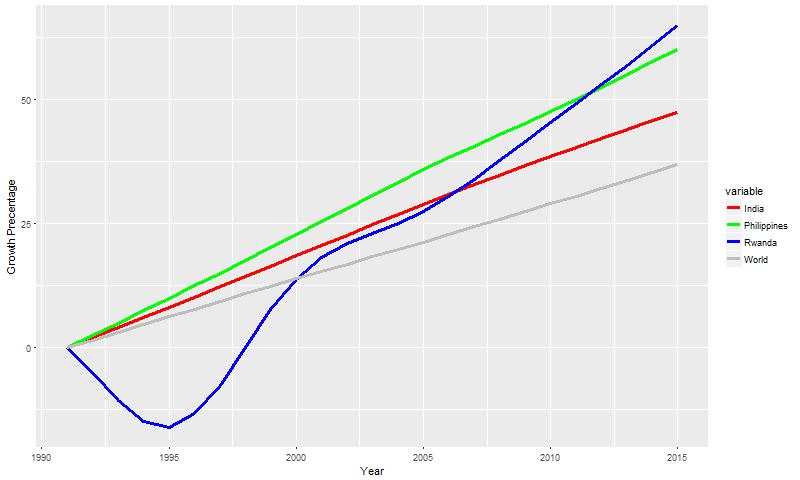 50
25
0
Growth Precentage
1990
1995
2000
2005
2010
2015
Year
variable
India
Philippines
Rwanda
World